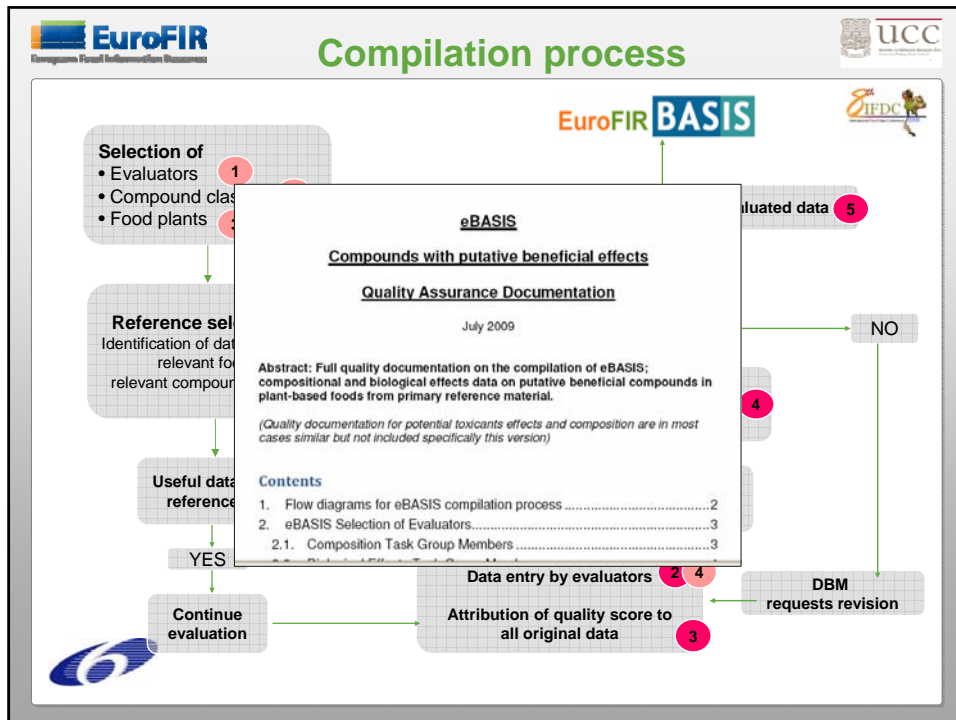 EuroFIR
European Food Information Resource
Compilation process
UCC
8th IFDC
EuroFIR BASIS
Selection of
• Evaluators 1
• Compound clas
• Food plants 3
luated data 5
Reference sele
Identification of dat
relevant foo
relevant compoun
NO
4
Useful data
reference
YES
Continue
evaluation
eBASIS
Compounds with putative beneficial effects
Quality Assurance Documentation
July 2009
Abstract: Full quality documentation on the compilation of eBASIS;
compositional and biological effects data on putative beneficial compounds in
plant-based foods from primary reference material.
(Quality documentation for potential toxicants effects and composition are in most
cases similar but not included specifically this version)
Contents
1. Flow diagrams for eBASIS compilation process ........ 2
2. eBASIS Selection of Evaluators........ 3
2.1. Composition Task Group Members ........ 3
Data entry by evaluators 2 4
Attribution of quality score to
all original data 3
DBM
requests revision
6